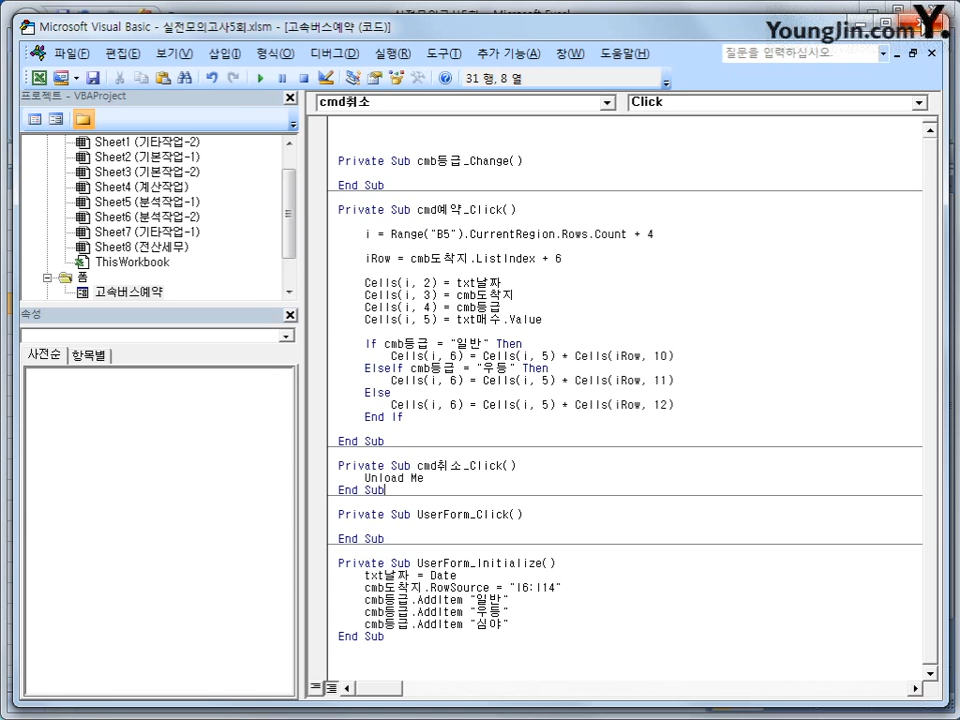 Microsoft Visual Basic - 실전모의고사5회.xlsm - [고속버스예약 (코드)]
YoungJin.com Y.
파일(F) 편집(E) 보기(V) 삽입(I) 형식(O) 디버그(D) 실행(R) 도구(T) 추가 기능(A) 창(W) 도움말(H)
질문을 입력하십시오.
31 행, 8 열
프로젝트 - VBAProject
cmd취소
Click
Sheet1 (기타작업-2)
Sheet2 (기본작업-1)
Sheet3 (기본작업-2)
Sheet4 (계산작업)
Sheet5 (분석작업-1)
Sheet6 (분석작업-2)
Sheet7 (기타작업-1)
Sheet8 (전산세무)
ThisWorkbook
폼
고속버스예약
속성
사전순 항목별
Private Sub cmb등급_Change()
End Sub
Private Sub cmd예약_Click()
i = Range("B5").CurrentRegion.Rows.Count + 4
iRow = cmb도착지.ListIndex + 6
Cells(i, 2) = txt날짜
Cells(i, 3) = cmb도착지
Cells(i, 4) = cmb등급
Cells(i, 5) = txt매수.Value
If cmb등급 = "일반" Then
Cells(i, 6) = Cells(i, 5) * Cells(iRow, 10)
ElseIf cmb등급 = "우등" Then
Cells(i, 6) = Cells(i, 5) * Cells(iRow, 11)
Else
Cells(i, 6) = Cells(i, 5) * Cells(iRow, 12)
End If
End Sub
Private Sub cmd취소_Click()
Unload Me
End Sub
Private Sub UserForm_Click()
End Sub
Private Sub UserForm_Initialize()
txt날짜 = Date
cmb도착지.RowSource = "I6:I14"
cmb등급.AddItem "일반"
cmb등급.AddItem "우등"
cmb등급.AddItem "심야"
End Sub